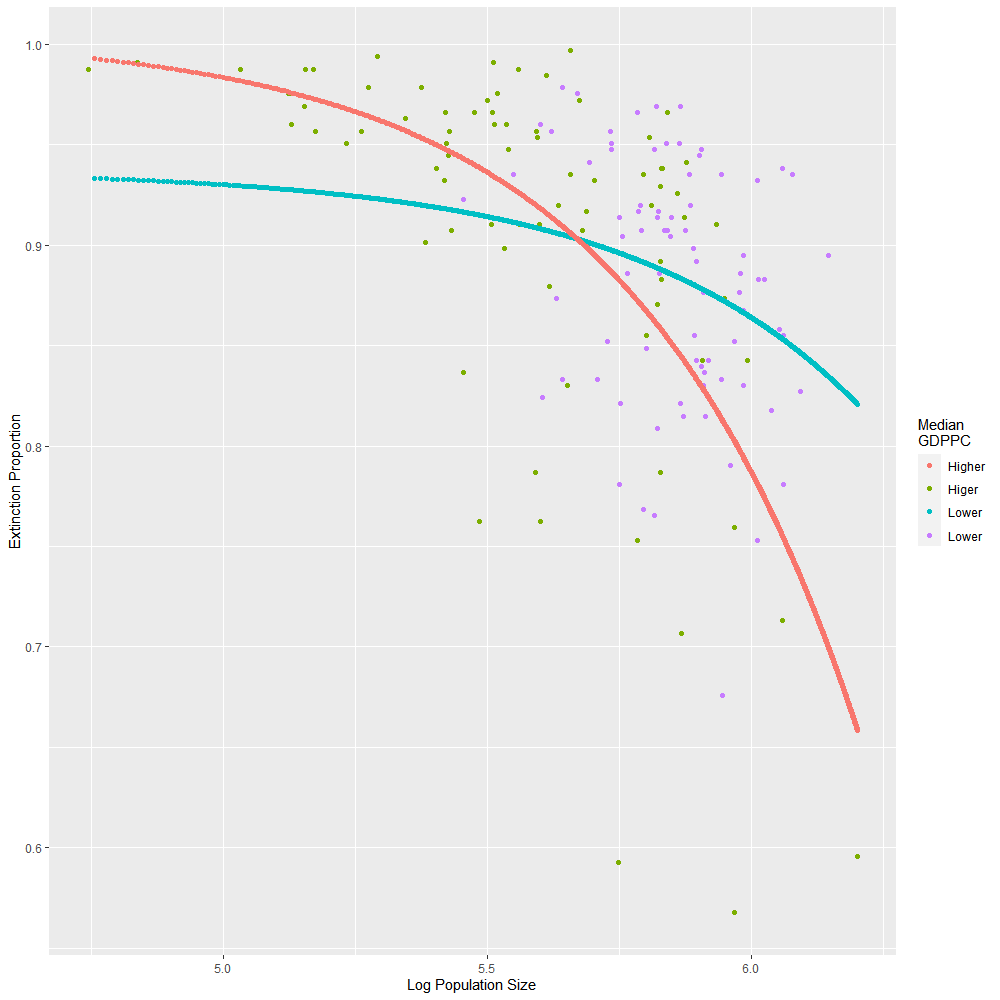 1.0
0.9
0.8
0.7
0.6
Extinction Proportion
5.0
5.5
6.0
Log Population Size
Median
GDPPC
Higher
Higer
Lower
Lower